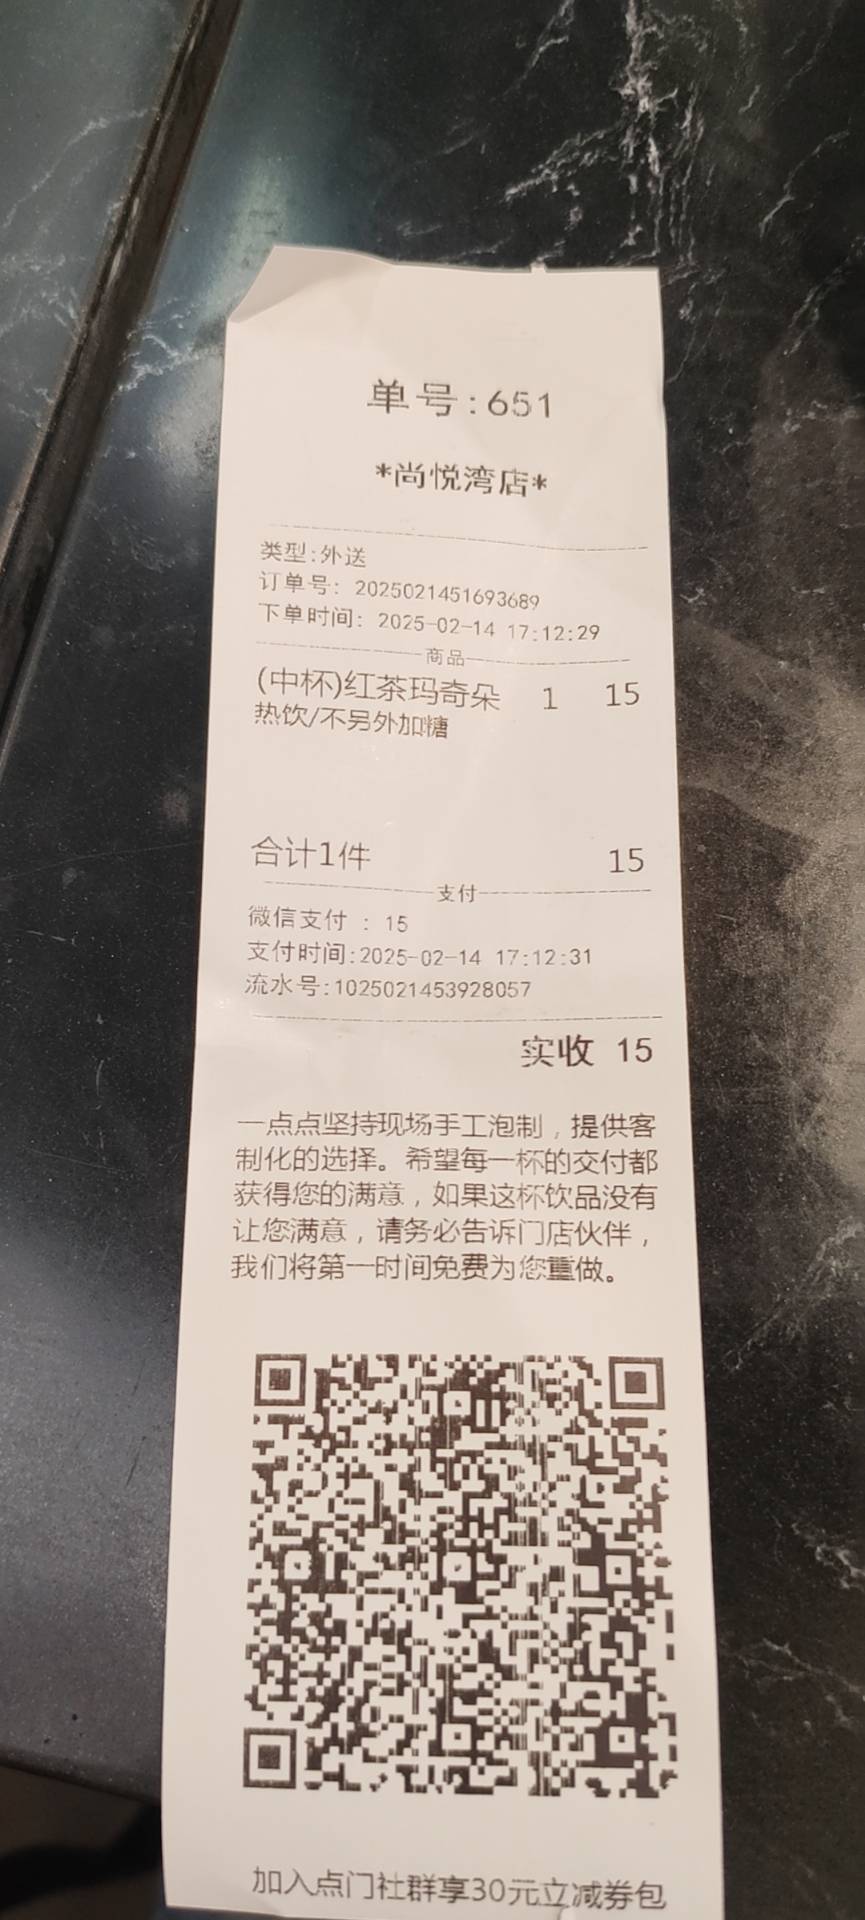 单号:651
*尚悦湾店*
类型:外送
订单号: 2025021451693689
下单时间: 2025-02-14 17:12:29
商品
(中杯)红茶玛奇朵 1 15
热饮/不另外加糖
合计1件 15
支付
微信支付 : 15
支付时间:2025-02-14 17:12:31
流水号:1025021453928057
实收 15
一点点坚持现场手工泡制，提供客
制化的选择。希望每一杯的交付都
获得您的满意，如果这杯饮品没有
让您满意，请务必告诉门店伙伴，
我们将第一时间免费为您重做。
加入点门社群享30元立减券包